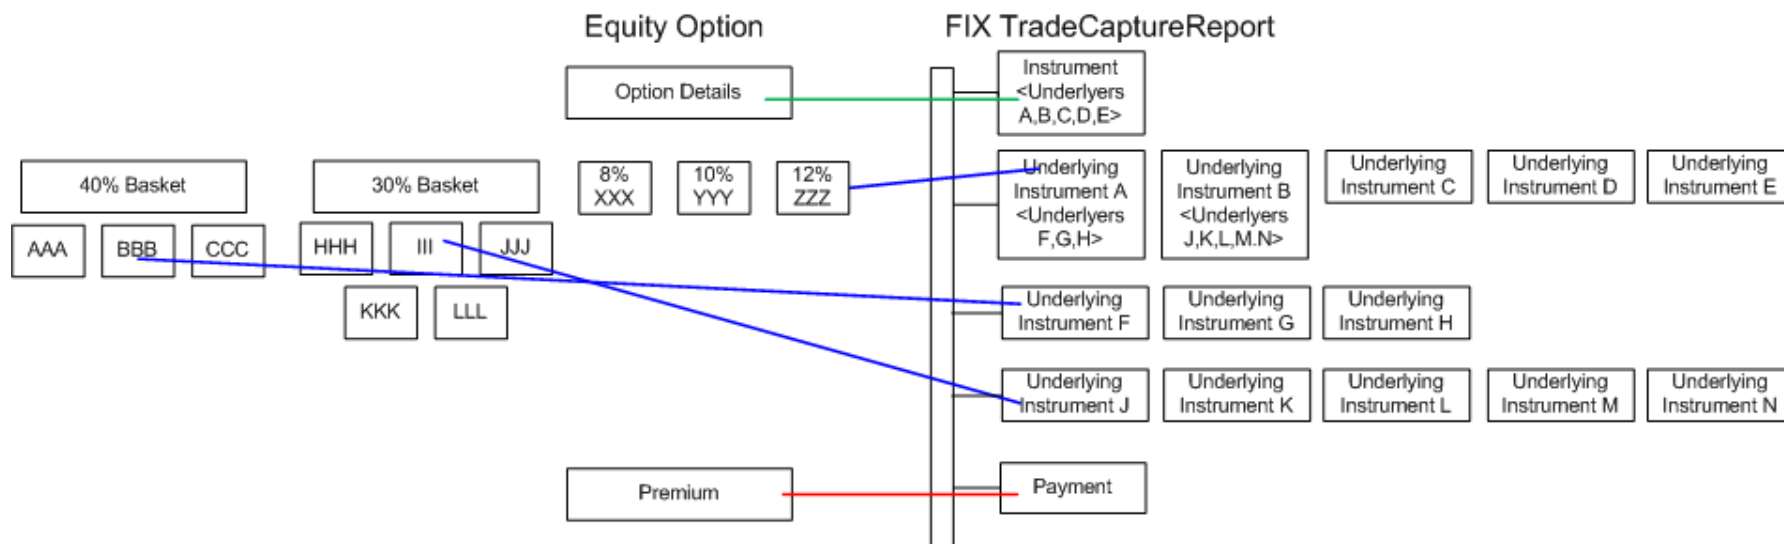 Equity Option
FIX TradeCaptureReport
Option Details
Instrument
<Underlyers
A,B,C,D,E>
40% Basket
30% Basket
8%
XXX
10%
YYY
12%
ZZZ
Underlying
Instrument A
<Underlyers
F,G,H>
Underlying
Instrument B
<Underlyers
J,K,L,M.N>
Underlying
Instrument C
Underlying
Instrument D
Underlying
Instrument E
AAA
BBB
CCC
HHH
III
JJJ
KKK
LLL
Underlying
Instrument F
Underlying
Instrument G
Underlying
Instrument H
Underlying
Instrument J
Underlying
Instrument K
Underlying
Instrument L
Underlying
Instrument M
Underlying
Instrument N
Premium
Payment